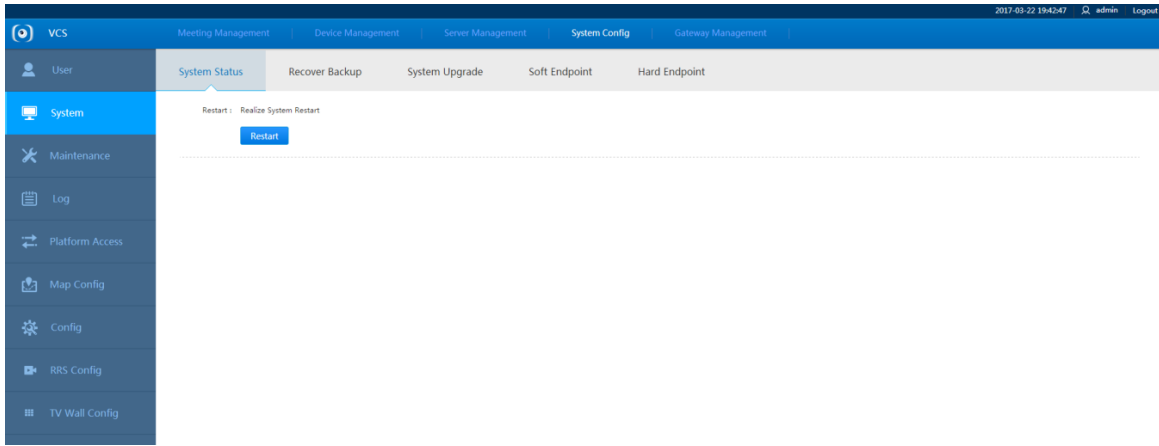 2017-03-22 19:42:47 admin Logout
VCS Meeting Management Device Management Server Management System Config Gateway Management
User
System Status Recover Backup System Upgrade Soft Endpoint Hard Endpoint
System
Restart : Realize System Restart
Restart
Maintenance
Log
Platform Access
Map Config
Config
RRS Config
TV Wall Config